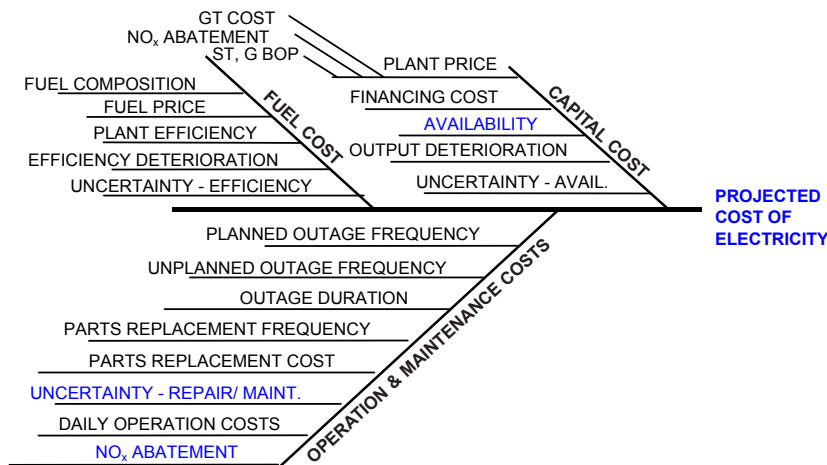 GT COST
NOx ABATEMENT
ST, G BOP
PLANT PRICE
FUEL COMPOSITION
FINANCING COST
FUEL PRICE
AVAILABILITY
PLANT EFFICIENCY
OUTPUT DETERIORATION
EFFICIENCY DETERIORATION
UNCERTAINTY - AVAIL.
UNCERTAINTY - EFFICIENCY
FUEL COST
CAPITAL COST
PROJECTED
COST OF
ELECTRICITY
PLANNED OUTAGE FREQUENCY
UNPLANNED OUTAGE FREQUENCY
OUTAGE DURATION
PARTS REPLACEMENT FREQUENCY
PARTS REPLACEMENT COST
UNCERTAINTY - REPAIR/ MAINT.
DAILY OPERATION COSTS
NOx ABATEMENT
OPERATION & MAINTENANCE COSTS